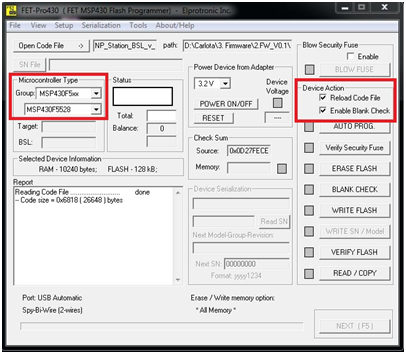 FET-Pro430 ( FET MSP430 Flash Programmer) - Elprotronic Inc.
File View Setup Serialization Tools About/Help
Open Code File -> NP_Station_BSL_v_ path: D:\Carlota\3. Firmware\2.FW_V0.1\
SN File
Microcontroller Type
Group: MSP430F5xx
MSP430F5528
Target:
BSL:
Status
Total:
Balance: 0
Selected Device Information
RAM - 10240 bytes; FLASH - 128 kB;
Report
Reading Code File ........................ done
-- Code size = 0x6818 ( 26648 ) bytes
Power Device from Adapter
3.2 V
Device
Voltage
POWER ON/OFF
RESET
----
Check Sum
Source: 0x0D27FECE
Memory:
Device Serialization
Read SN
Next Model-Group-Revision:
Next SN: 00000000
Format: yyyy1234
Blow Security Fuse
Enable
BLOW FUSE
Device Action
Reload Code File
Enable Blank Check
AUTO PROG.
Verify Security Fuse
ERASE FLASH
BLANK CHECK
WRITE FLASH
WRITE SN / Model
VERIFY FLASH
READ / COPY
Port: USB Automatic
Spy-Bi-Wire (2-wires)
Erase / Write memory option:
* All Memory *
NEXT ( F5 )